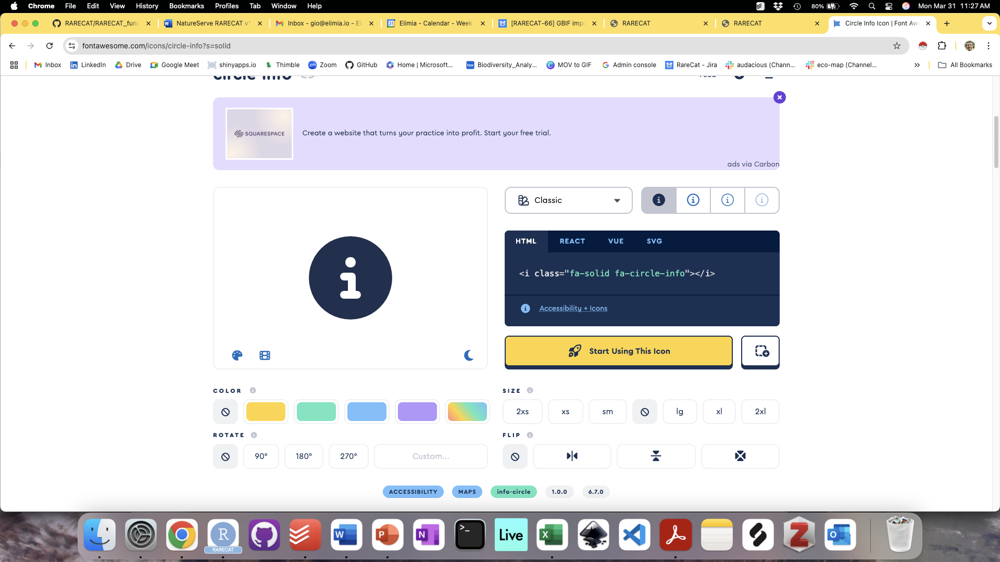 Chrome File Edit View History Bookmarks Profiles Tab Window Help 80% Mon Mar 31 11:27 AM
RARECAT/RARECAT_func NatureServe RARECAT v1 Inbox - gio@elimia.io - Eli Elimia - Calendar - Week [RARECAT-66] GBIF impo RARECAT RARECAT Circle Info Icon | Font Aw
fontawesome.com/icons/circle-info?s=solid
Inbox LinkedIn Drive Google Meet shinyapps.io Thimble Zoom GitHub Home | Microsoft... Biodiversity_Analy... MOV to GIF Admin console RareCat - Jira audacious (Chann... eco-map (Channel... All Bookmarks
circle-info
SQUARESPACE
Create a website that turns your practice into profit. Start your free trial.
ads via Carbon
Classic
HTML REACT VUE SVG
<i class="fa-solid fa-circle-info"></i>
Accessibility + Icons
Start Using This Icon
COLOR
SIZE
2xs xs sm lg xl 2xl
ROTATE
FLIP
90° 180° 270° Custom...
ACCESSIBILITY MAPS info-circle 1.0.0 6.7.0
R RARECAT W P N >_ Live X Z O